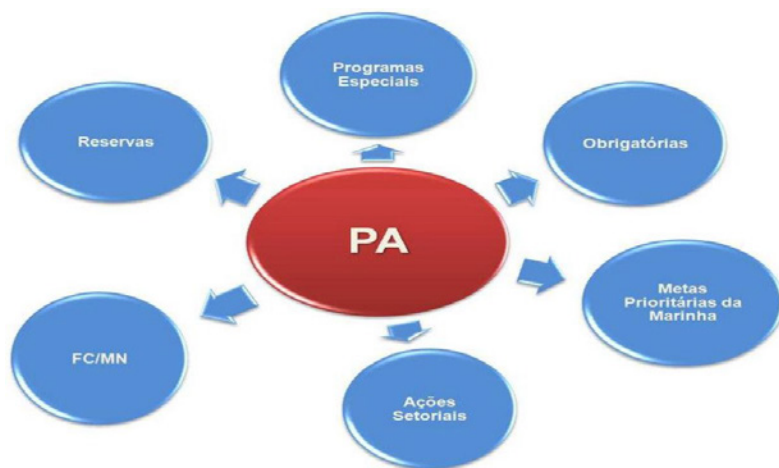 Programas
Especiais
Reservas
Obrigatórias
PA
Metas
Prioritárias da
Marinha
FC/MN
Ações
Setoriais